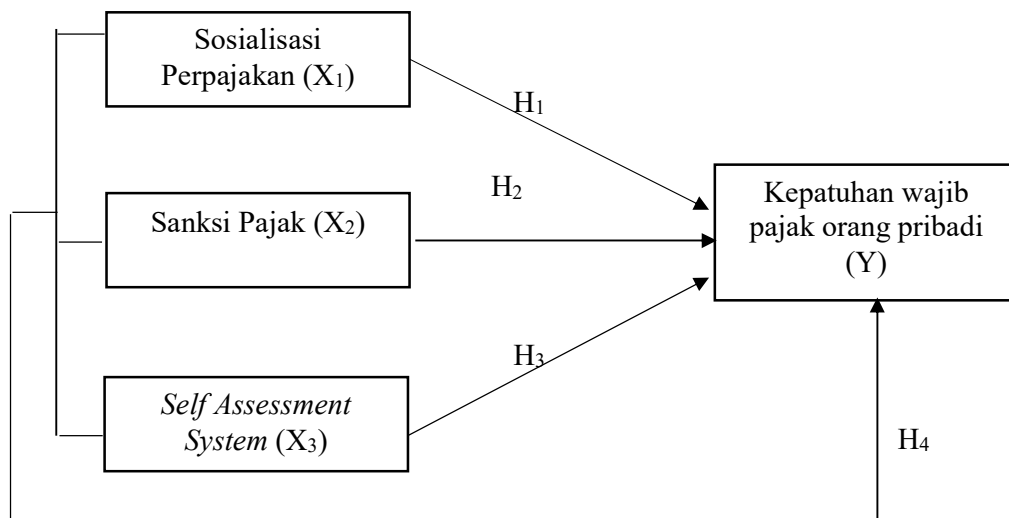 Sosialisasi
Perpajakan (X₁)
H₁
H₂
Sanksi Pajak (X₂)
Kepatuhan wajib
pajak orang pribadi
(Y)
H₃
Self Assessment
System (X₃)
H₄